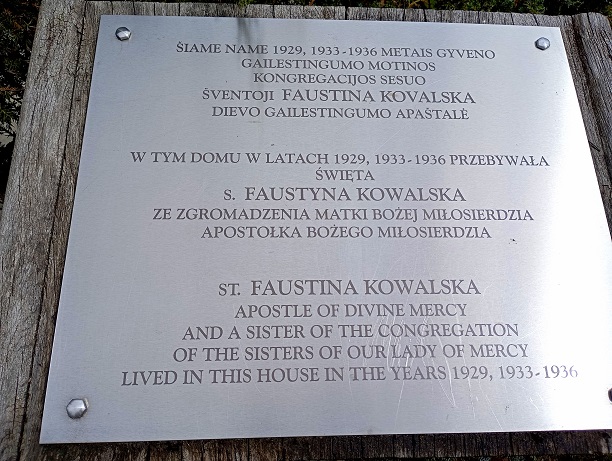 ŠIAME NAME 1929, 1933-1936 METAIS GYVENO
GAILESTINGUMO MOTINOS
KONGREGACIJOS SESUO
ŠVENTOJI FAUSTINA KOVALSKA
DIEVO GAILESTINGUMO APAŠTALĖ
W TYM DOMU W LATACH 1929, 1933-1936 PRZEBYWAŁA
ŚWIĘTA
S. FAUSTYNA KOWALSKA
ZE ZGROMADZENIA MATKI BOŻEJ MIŁOSIERDZIA
APOSTOŁKA BOŻEGO MIŁOSIERDZIA
ST. FAUSTINA KOWALSKA
APOSTLE OF DIVINE MERCY
AND A SISTER OF THE CONGREGATION
OF THE SISTERS OF OUR LADY OF MERCY
LIVED IN THIS HOUSE IN THE YEARS 1929, 1933-1936